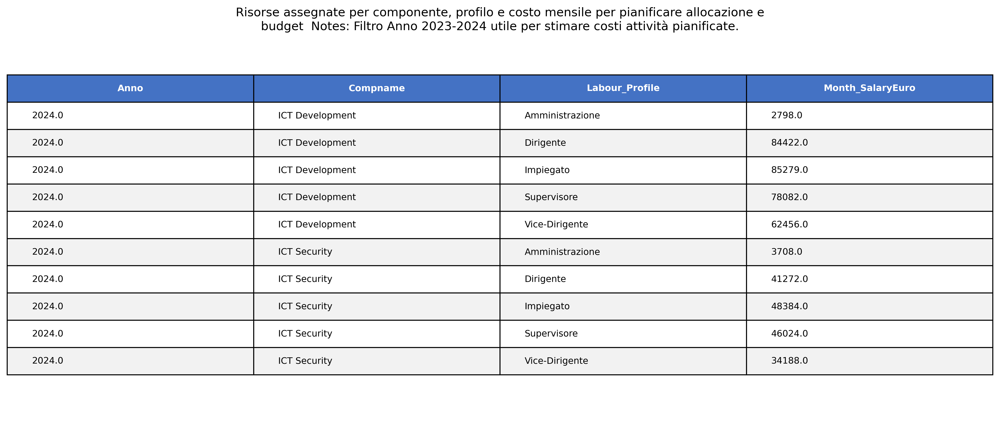 Risorse assegnate per componente, profilo e costo mensile per pianificare allocazione e
budget  Notes: Filtro Anno 2023-2024 utile per stimare costi attività pianificate.
Anno Compname Labour_Profile Month_SalaryEuro
2024.0 ICT Development Amministrazione 2798.0
2024.0 ICT Development Dirigente 84422.0
2024.0 ICT Development Impiegato 85279.0
2024.0 ICT Development Supervisore 78082.0
2024.0 ICT Development Vice-Dirigente 62456.0
2024.0 ICT Security Amministrazione 3708.0
2024.0 ICT Security Dirigente 41272.0
2024.0 ICT Security Impiegato 48384.0
2024.0 ICT Security Supervisore 46024.0
2024.0 ICT Security Vice-Dirigente 34188.0